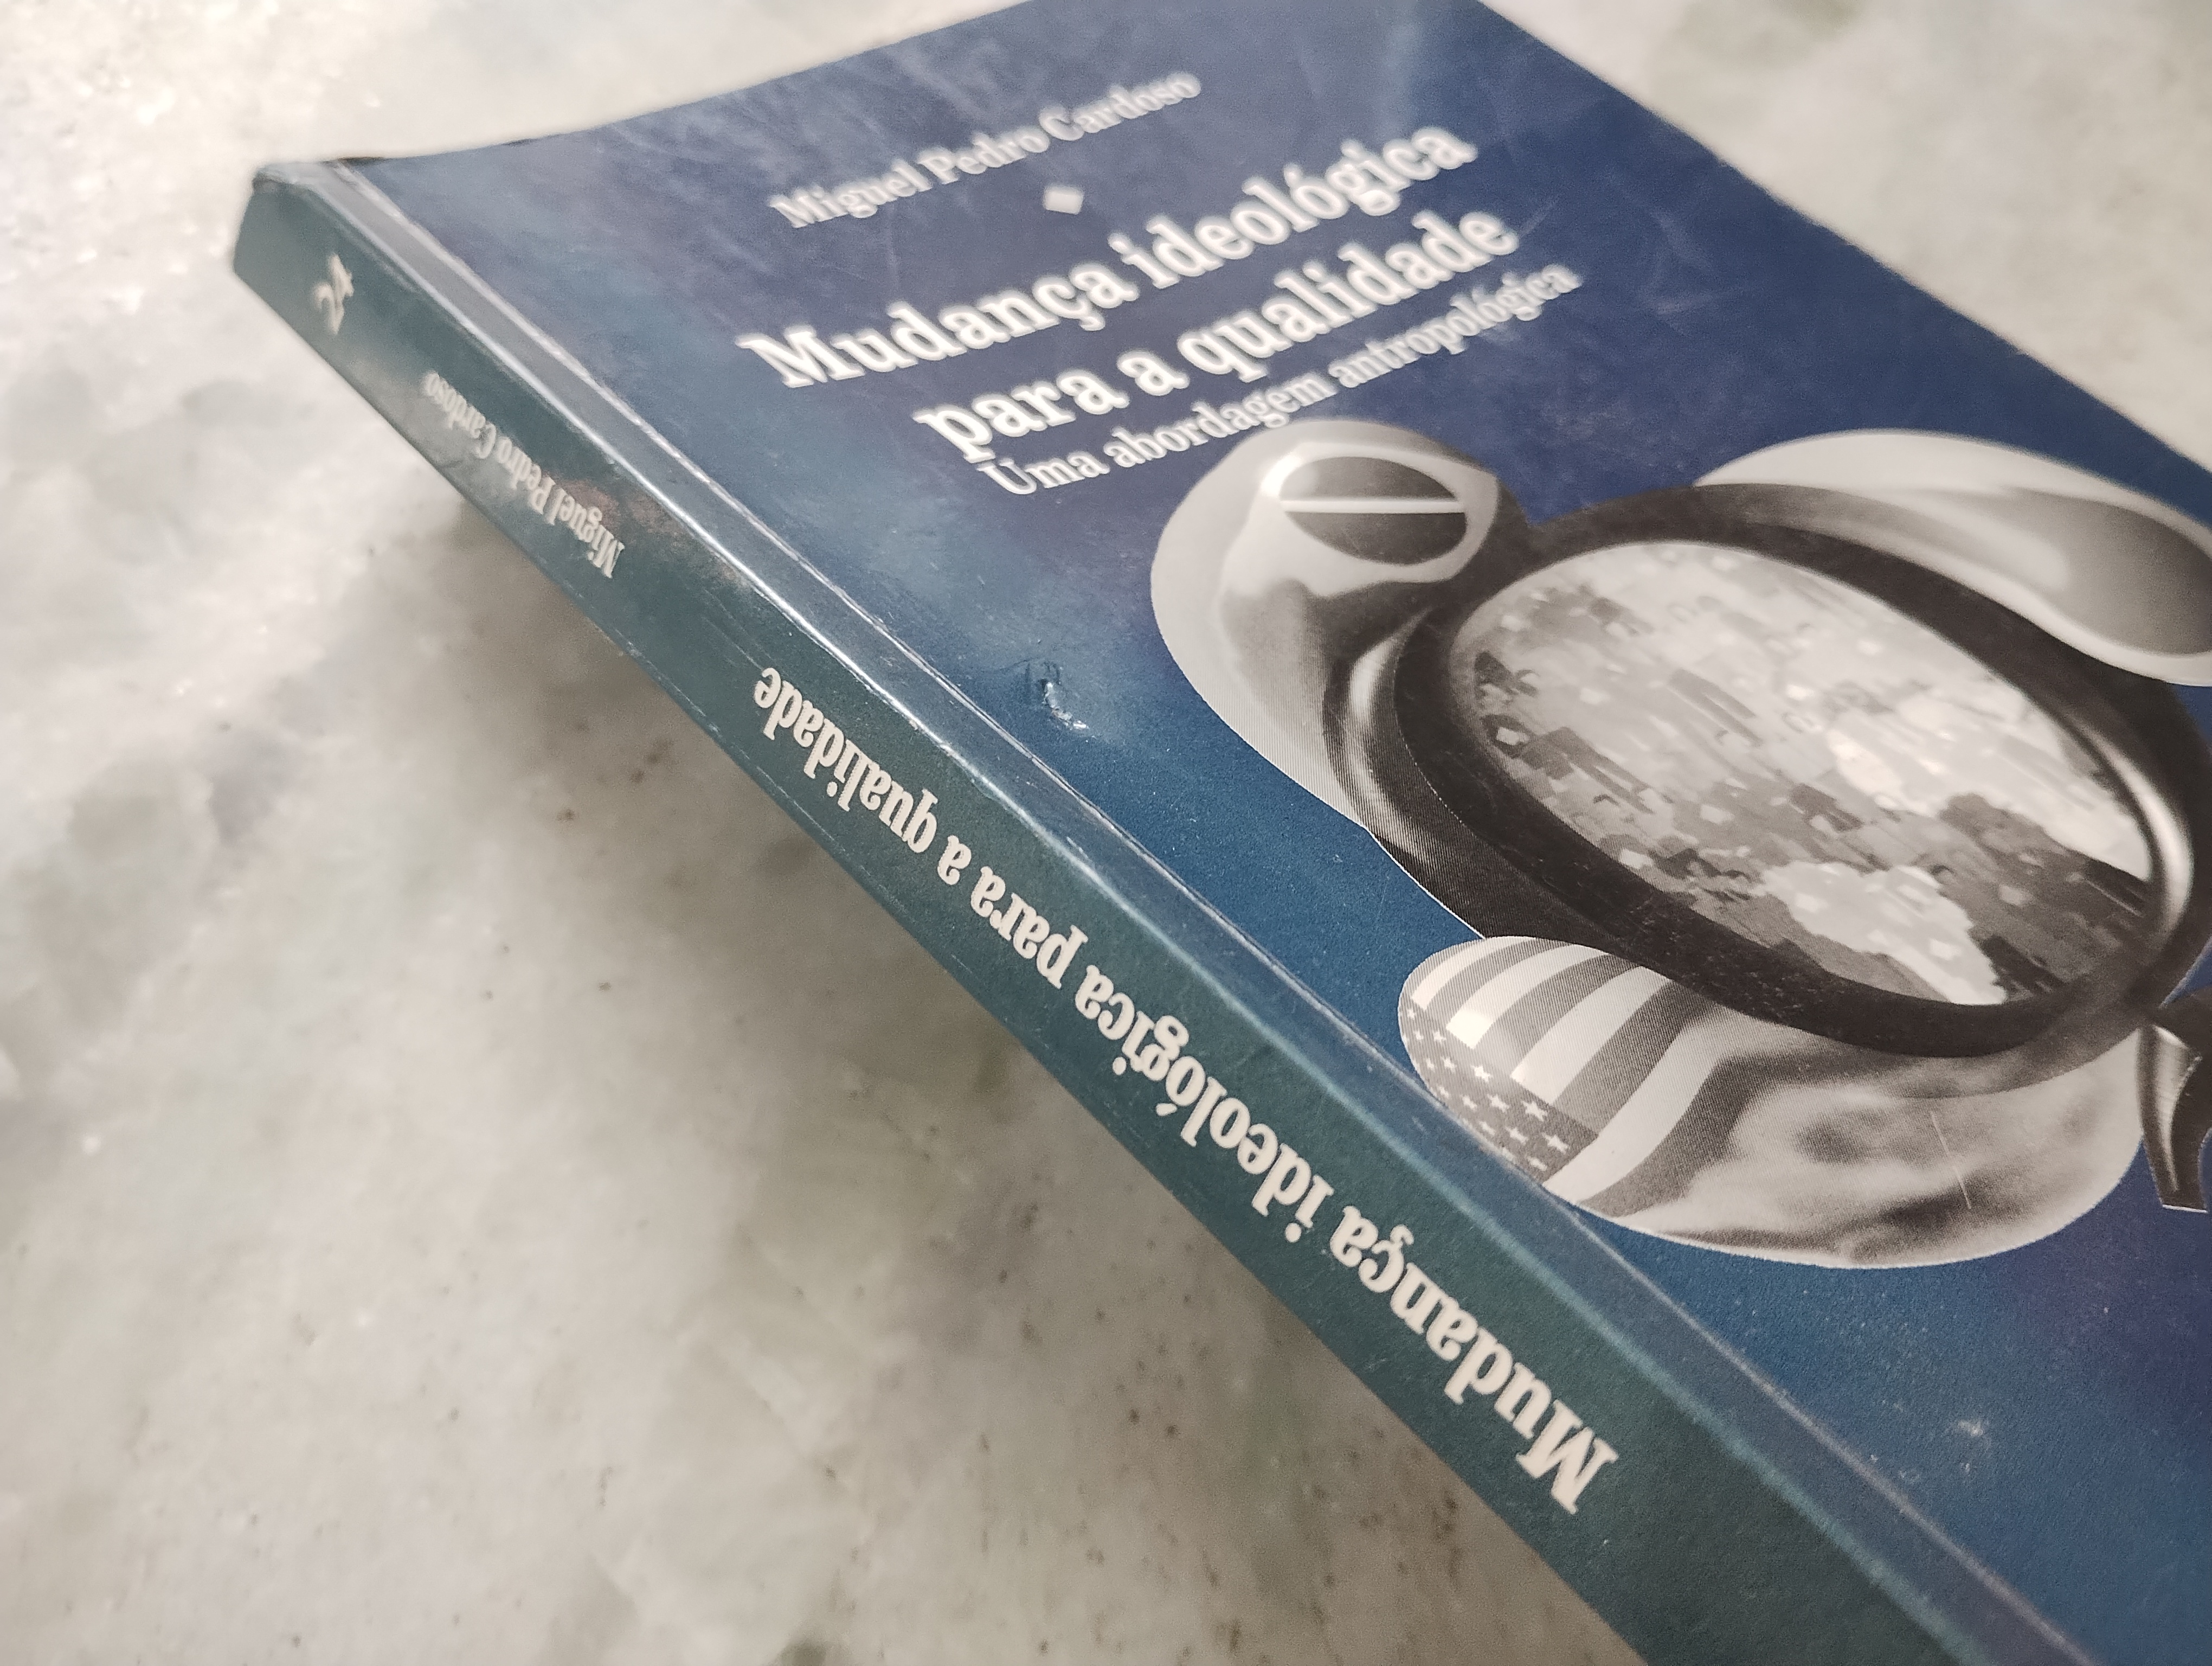 Miguel Pedro Cardoso
Mudança ideológica
para a qualidade
Uma abordagem antropológica
24
Miguel Pedro Cardoso
Mudança ideológica para a qualidade